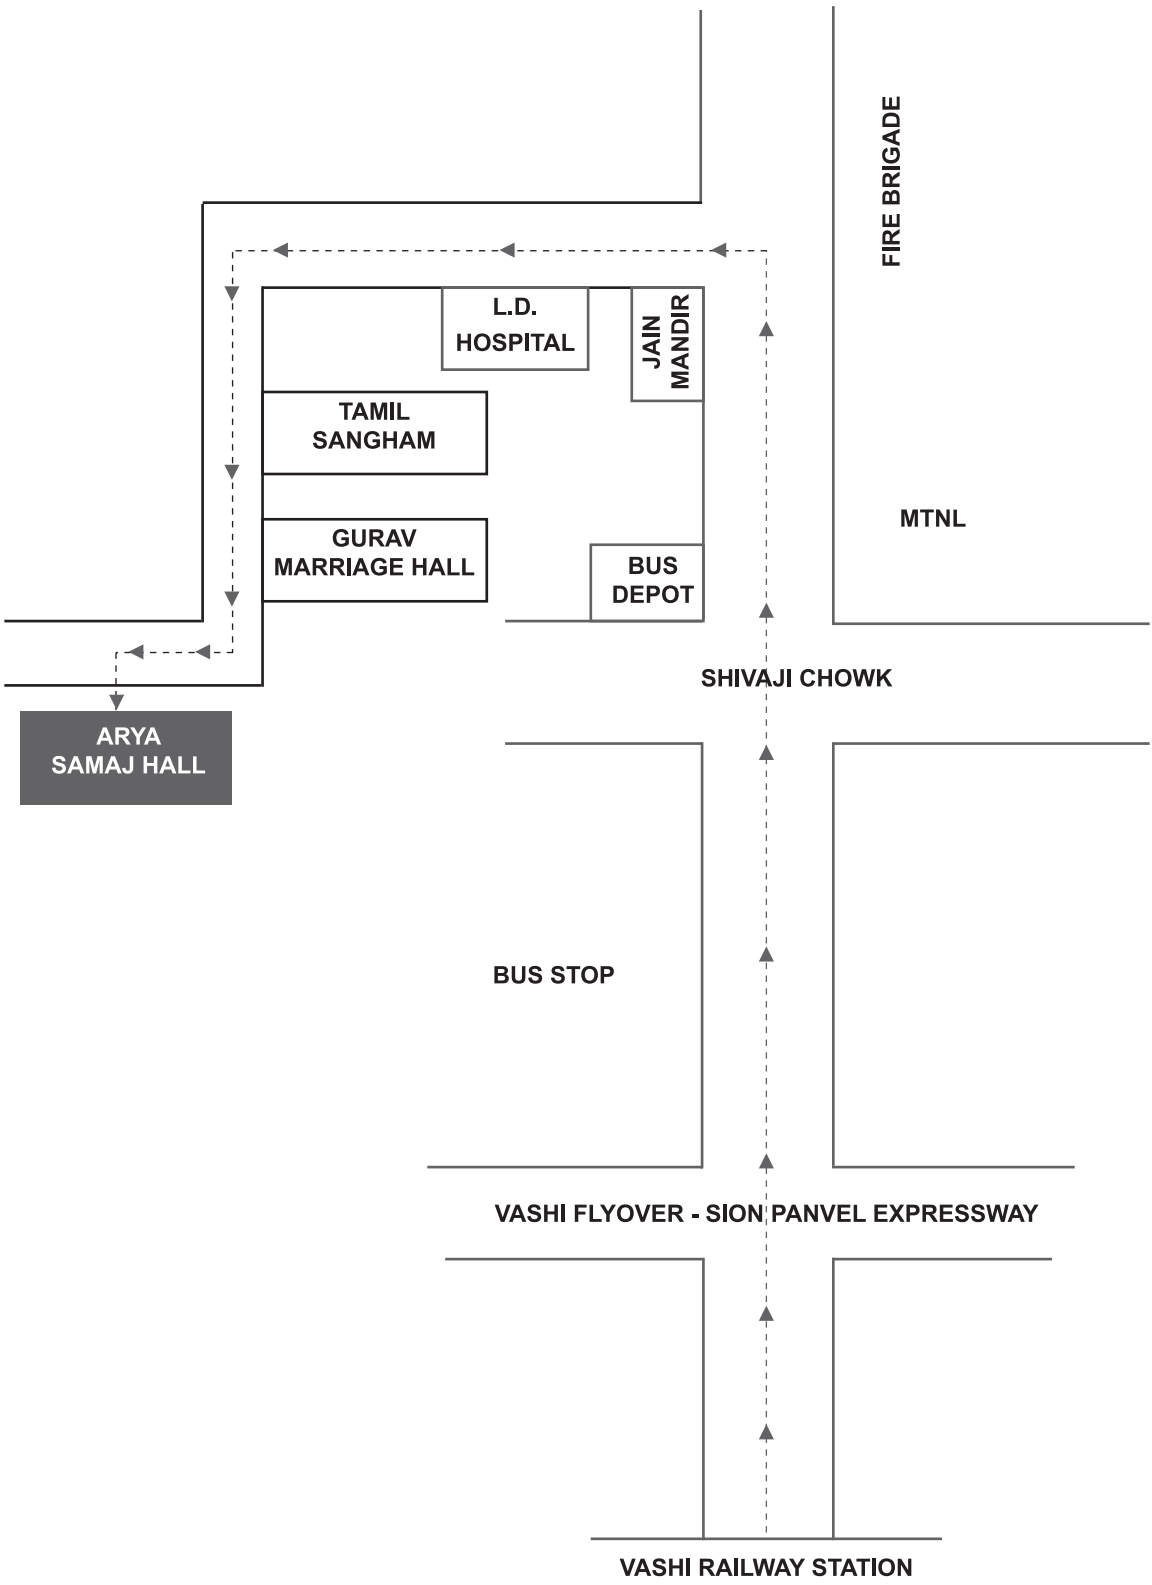 FIRE BRIGADE
L.D.
HOSPITAL
JAIN
MANDIR
TAMIL
SANGHAM
MTNL
GURAV
MARRIAGE HALL
BUS
DEPOT
SHIVAJI CHOWK
ARYA
SAMAJ HALL
BUS STOP
VASHI FLYOVER - SION PANVEL EXPRESSWAY
VASHI RAILWAY STATION